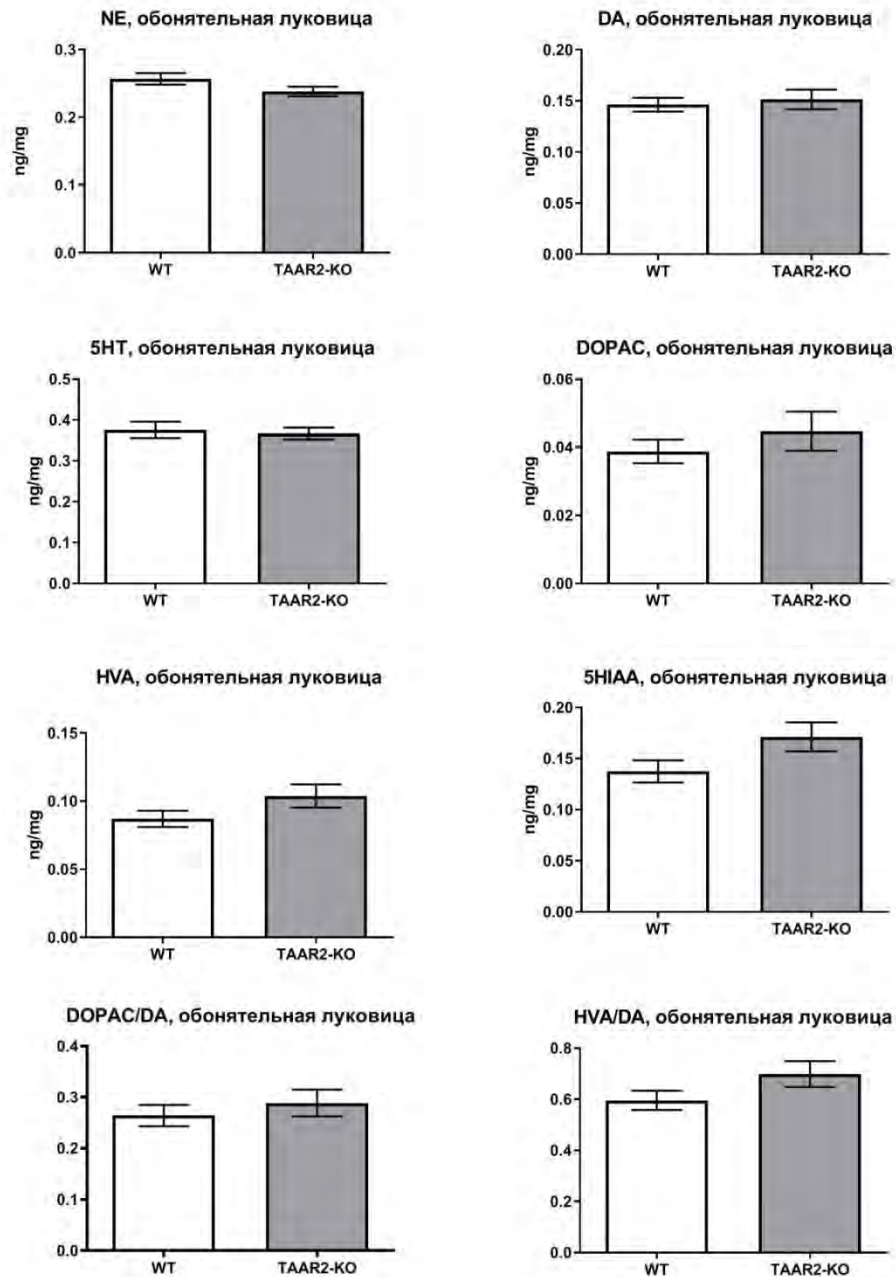 NE, обонятельная луковица
0.3
0.2
0.1
0.0
ng/mg
WT
TAAR2-KO
DA, обонятельная луковица
0.20
0.15
0.10
0.05
0.00
ng/mg
WT
TAAR2-KO
5HT, обонятельная луковица
0.5
0.4
0.3
0.2
0.1
0.0
ng/mg
WT
TAAR2-KO
DOPAC, обонятельная луковица
0.06
0.04
0.02
0.00
ng/mg
WT
TAAR2-KO
HVA, обонятельная луковица
0.15
0.10
0.05
0.00
ng/mg
WT
TAAR2-KO
5HIAA, обонятельная луковица
0.20
0.15
0.10
0.05
0.00
ng/mg
WT
TAAR2-KO
DOPAC/DA, обонятельная луковица
0.4
0.3
0.2
0.1
0.0
WT
TAAR2-KO
HVA/DA, обонятельная луковица
0.8
0.6
0.4
0.2
0.0
WT
TAAR2-KO